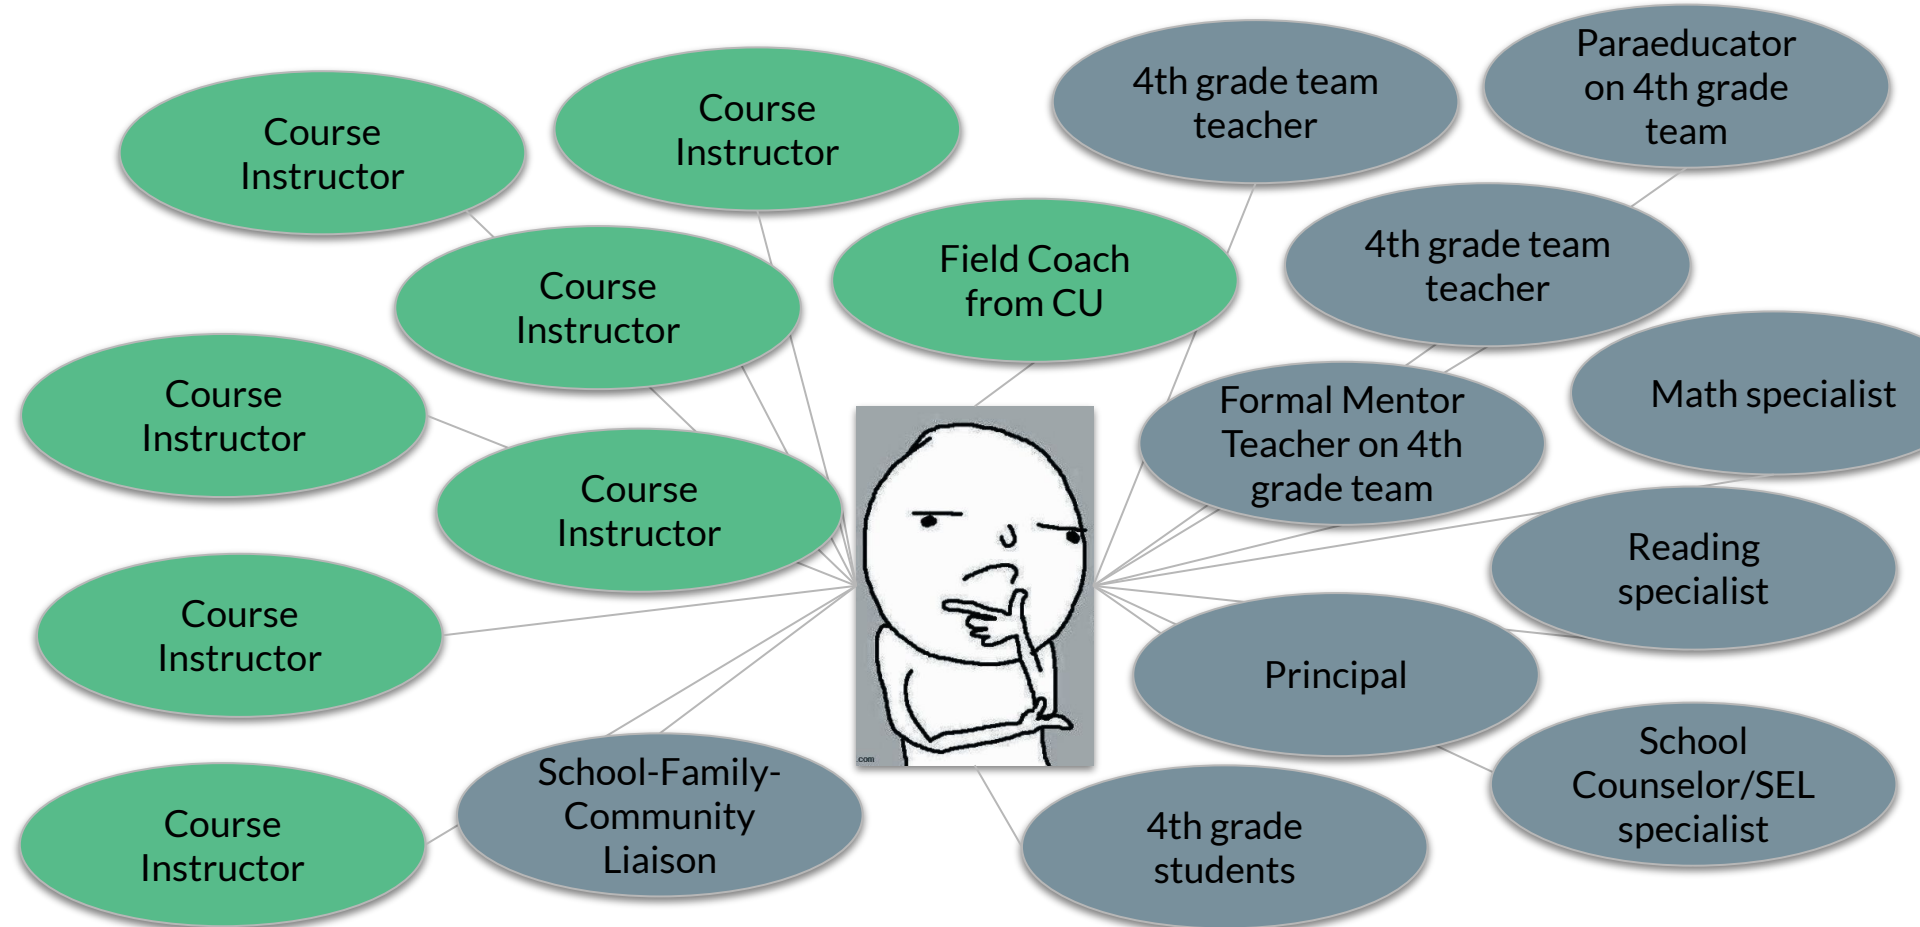 Course
Instructor
Course
Instructor
4th grade team
teacher
Paraeducator
on 4th grade
team
Course
Instructor
Field Coach
from CU
4th grade team
teacher
Course
Instructor
Formal Mentor
Teacher on 4th
grade team
Math specialist
Course
Instructor
Reading
specialist
Course
Instructor
Principal
School-Family-
Community
Liaison
School
Counselor/SEL
specialist
Course
Instructor
4th grade
students
.com